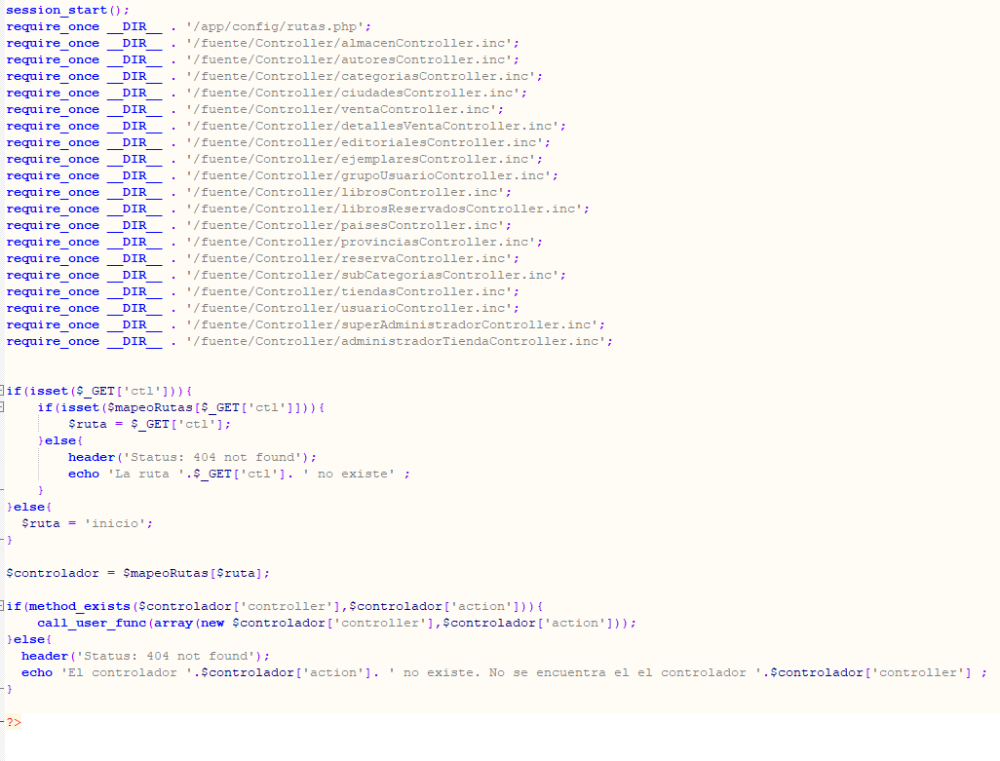 session_start();
require_once __DIR__ . '/app/config/rutas.php';
require_once __DIR__ . '/fuente/Controller/almacenController.inc';
require_once __DIR__ . '/fuente/Controller/autoresController.inc';
require_once __DIR__ . '/fuente/Controller/categoriasController.inc';
require_once __DIR__ . '/fuente/Controller/ciudadesController.inc';
require_once __DIR__ . '/fuente/Controller/ventaController.inc';
require_once __DIR__ . '/fuente/Controller/detallesVentaController.inc';
require_once __DIR__ . '/fuente/Controller/editorialesController.inc';
require_once __DIR__ . '/fuente/Controller/ejemplaresController.inc';
require_once __DIR__ . '/fuente/Controller/grupoUsuarioController.inc';
require_once __DIR__ . '/fuente/Controller/librosController.inc';
require_once __DIR__ . '/fuente/Controller/librosReservadosController.inc';
require_once __DIR__ . '/fuente/Controller/paisesController.inc';
require_once __DIR__ . '/fuente/Controller/provinciasController.inc';
require_once __DIR__ . '/fuente/Controller/reservaController.inc';
require_once __DIR__ . '/fuente/Controller/subCategoriasController.inc';
require_once __DIR__ . '/fuente/Controller/tiendasController.inc';
require_once __DIR__ . '/fuente/Controller/usuarioController.inc';
require_once __DIR__ . '/fuente/Controller/superAdministradorController.inc';
require_once __DIR__ . '/fuente/Controller/administradorTiendaController.inc';
if(isset($_GET['ctl'])){
if(isset($mapeoRutas[$_GET['ctl']])){
$ruta = $_GET['ctl'];
}else{
header('Status: 404 not found');
echo 'La ruta '.$_GET['ctl']. ' no existe' ;
}
}else{
$ruta = 'inicio';
}
$controlador = $mapeoRutas[$ruta];
if(method_exists($controlador['controller'],$controlador['action'])){
call_user_func(array(new $controlador['controller'],$controlador['action']));
}else{
header('Status: 404 not found');
echo 'El controlador '.$controlador['action']. ' no existe. No se encuentra el el controlador '.$controlador['controller'] ;
}
?>